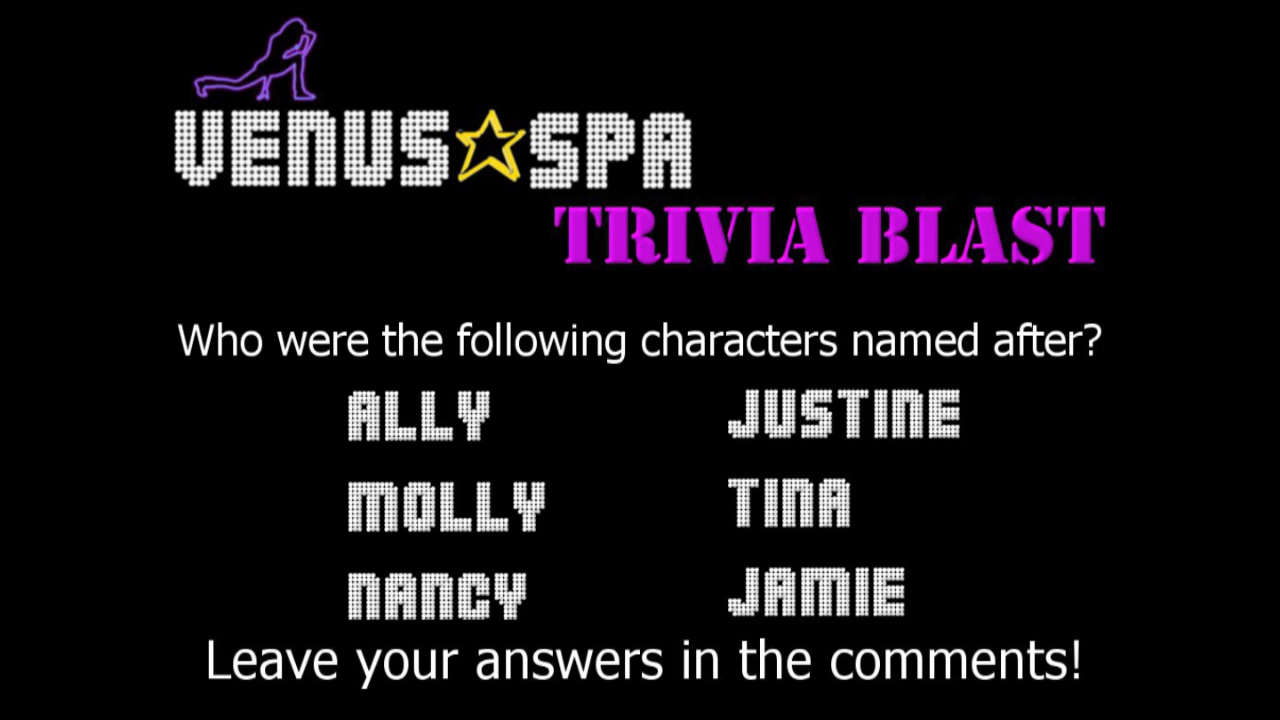 VENUS☆SPA
TRIVIA BLAST
Who were the following characters named after?
ALLY JUSTINE
MOLLY TINA
NANCY JAMIE
Leave your answers in the comments!